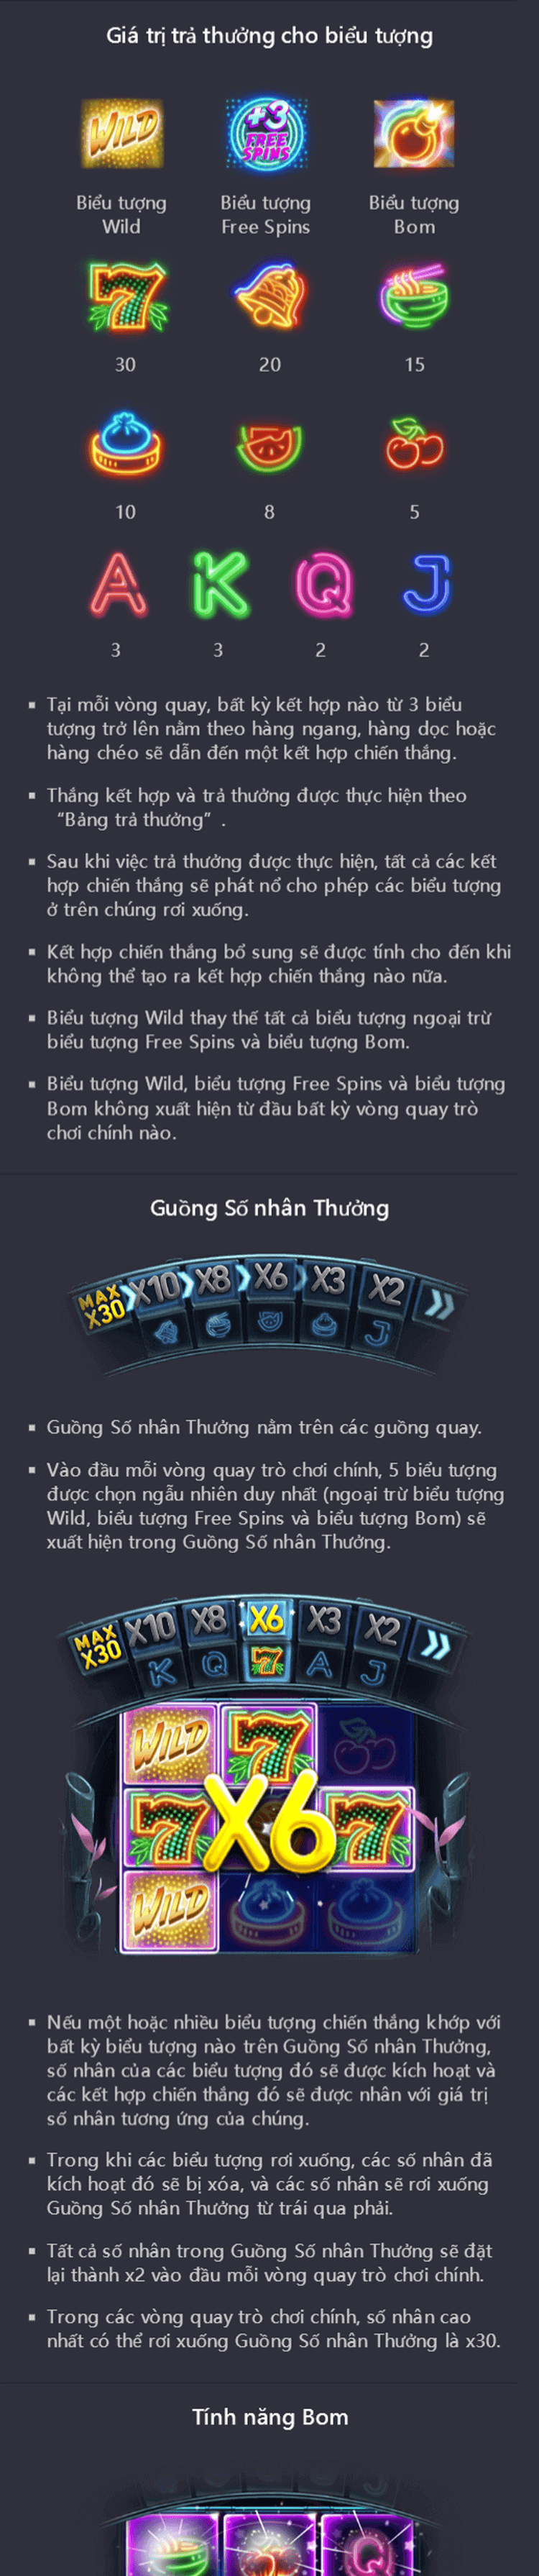 Giá trị trả thưởng cho biểu tượng
WILD
+3
FREE
SPINS
Biểu tượng Biểu tượng Biểu tượng
Wild Free Spins Bom
7
30 20 15
10 8 5
A K Q J
3 3 2 2
Tại mỗi vòng quay, bất kỳ kết hợp nào từ 3 biểu
tượng trở lên nằm theo hàng ngang, hàng dọc hoặc
hàng chéo sẽ dẫn đến một kết hợp chiến thắng.
Thắng kết hợp và trả thưởng được thực hiện theo
“Bảng trả thưởng” .
Sau khi việc trả thưởng được thực hiện, tất cả các kết
hợp chiến thắng sẽ phát nổ cho phép các biểu tượng
ở trên chúng rơi xuống.
Kết hợp chiến thắng bổ sung sẽ được tính cho đến khi
không thể tạo ra kết hợp chiến thắng nào nữa.
Biểu tượng Wild thay thế tất cả biểu tượng ngoại trừ
biểu tượng Free Spins và biểu tượng Bom.
Biểu tượng Wild, biểu tượng Free Spins và biểu tượng
Bom không xuất hiện từ đầu bất kỳ vòng quay trò
chơi chính nào.
Guồng Số nhân Thưởng
MAX
X30 X10 X8 X6 X3 X2
J
Guồng Số nhân Thưởng nằm trên các guồng quay.
Vào đầu mỗi vòng quay trò chơi chính, 5 biểu tượng
được chọn ngẫu nhiên duy nhất (ngoại trừ biểu tượng
Wild, biểu tượng Free Spins và biểu tượng Bom) sẽ
xuất hiện trong Guồng Số nhân Thưởng.
MAX
X30 X10 X8 X6 X3 X2
K Q 7 A J
WILD 7
7 X6 7
WILD
Nếu một hoặc nhiều biểu tượng chiến thắng khớp với
bất kỳ biểu tượng nào trên Guồng Số nhân Thưởng,
số nhân của các biểu tượng đó sẽ được kích hoạt và
các kết hợp chiến thắng đó sẽ được nhân với giá trị
số nhân tương ứng của chúng.
Trong khi các biểu tượng rơi xuống, các số nhân đã
kích hoạt đó sẽ bị xóa, và các số nhân sẽ rơi xuống
Guồng Số nhân Thưởng từ trái qua phải.
Tất cả số nhân trong Guồng Số nhân Thưởng sẽ đặt
lại thành x2 vào đầu mỗi vòng quay trò chơi chính.
Trong các vòng quay trò chơi chính, số nhân cao
nhất có thể rơi xuống Guồng Số nhân Thưởng là x30.
Tính năng Bom
Q